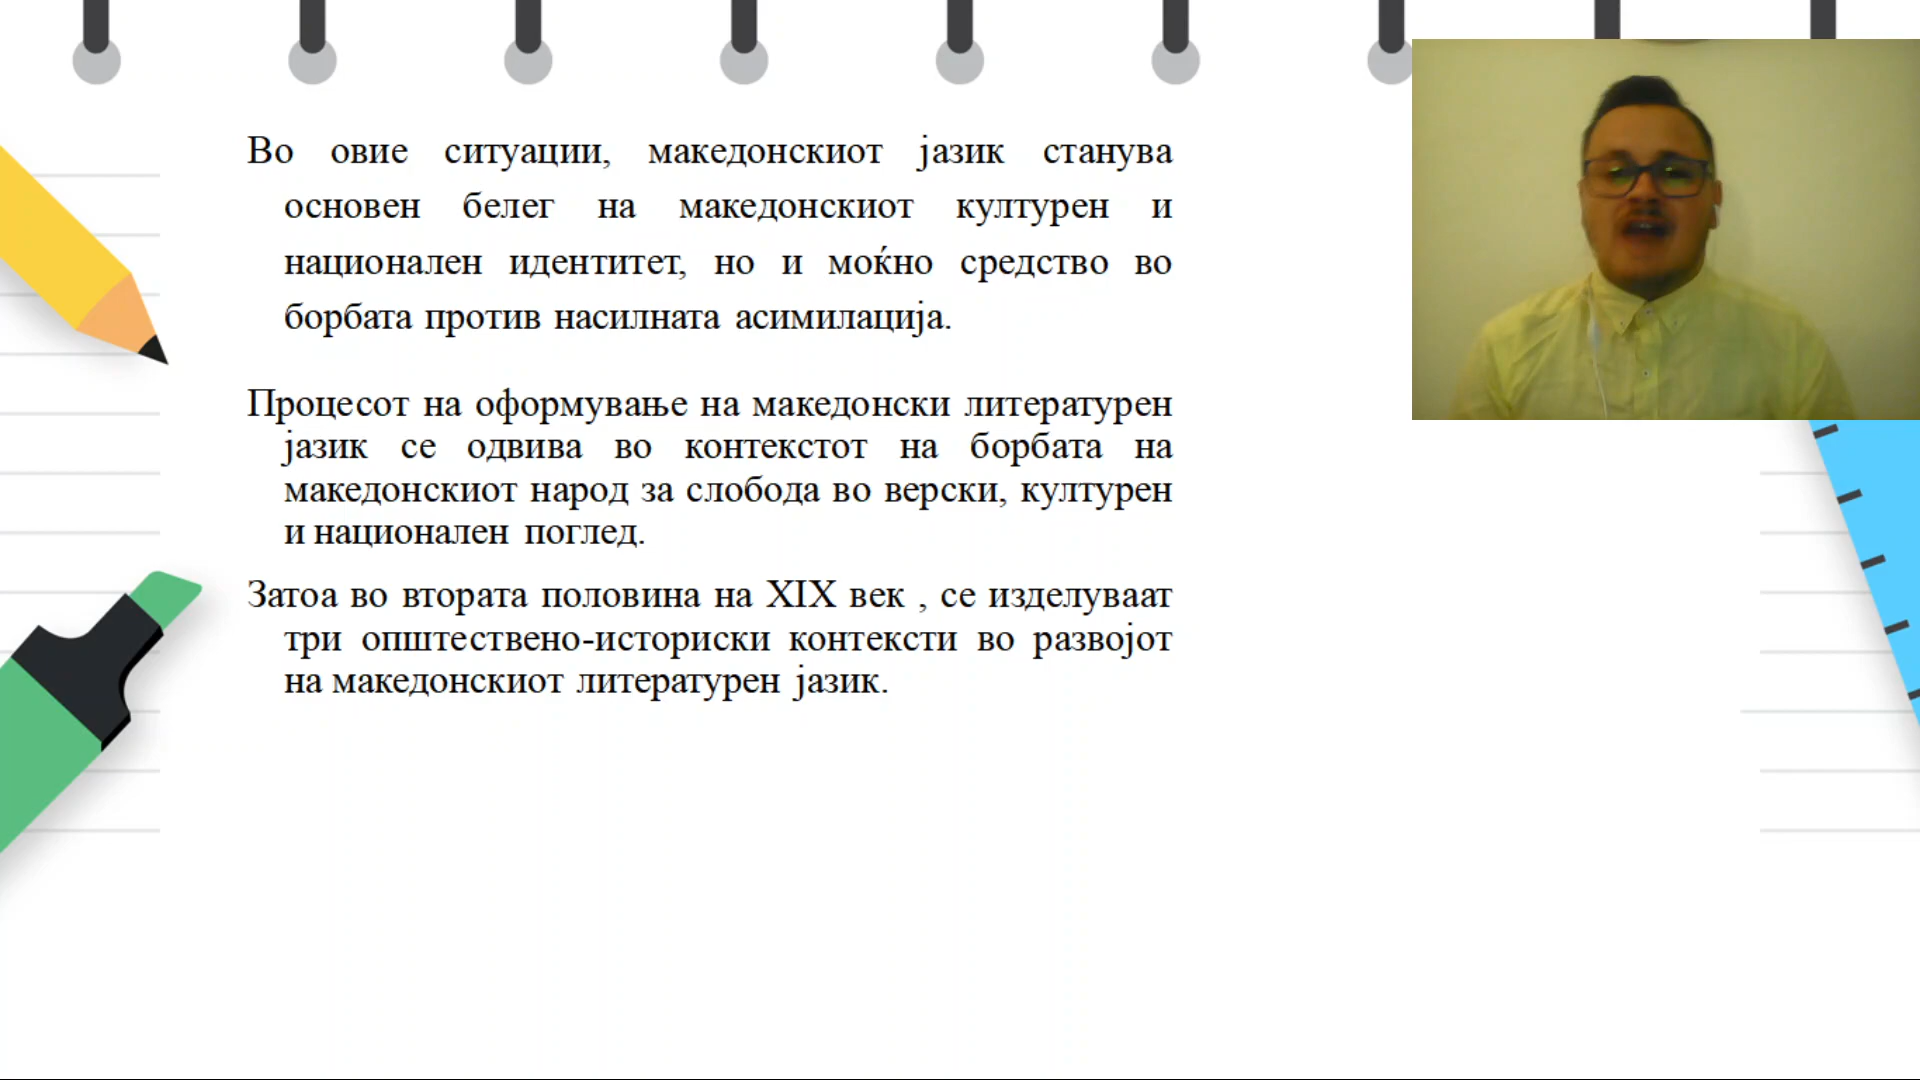 Во овие ситуации, македонскиот јазик станува
основен белег на македонскиот културен и
национален идентитет, но и моќно средство во
борбата против насилната асимилација.
Процесот на оформување на македонски литературен
јазик се одвива во контекстот на борбата на
македонскиот народ за слобода во верски, културен
и национален поглед.
Затоа во втората половина на XIX век , се изделуваат
три општествено-историски контексти во развојот
на македонскиот литературен јазик.